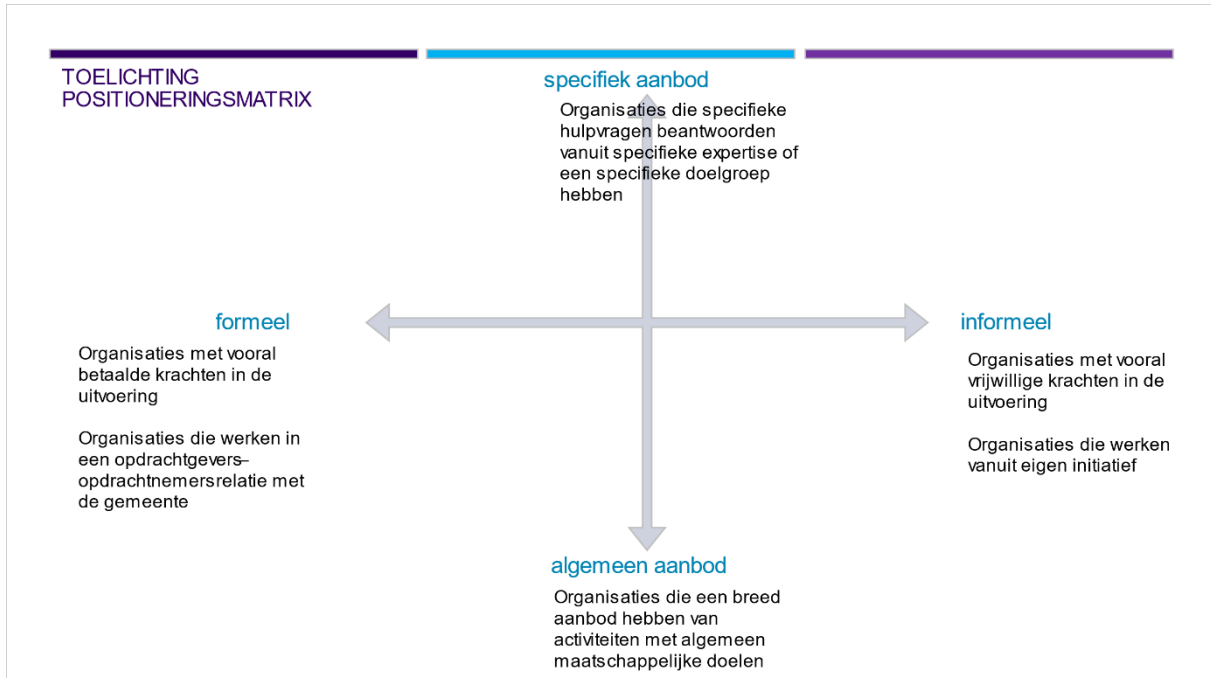 TOELICHTING
POSITIONERINGSMATRIX
specifiek aanbod
Organisaties die specifieke
hulpvragen beantwoorden
vanuit specifieke expertise of
een specifieke doelgroep
hebben
formeel
Organisaties met vooral
betaalde krachten in de
uitvoering
Organisaties die werken in
een opdrachtgevers–
opdrachtnemersrelatie met
de gemeente
informeel
Organisaties met vooral
vrijwillige krachten in de
uitvoering
Organisaties die werken
vanuit eigen initiatief
algemeen aanbod
Organisaties die een breed
aanbod hebben van
activiteiten met algemeen
maatschappelijke doelen